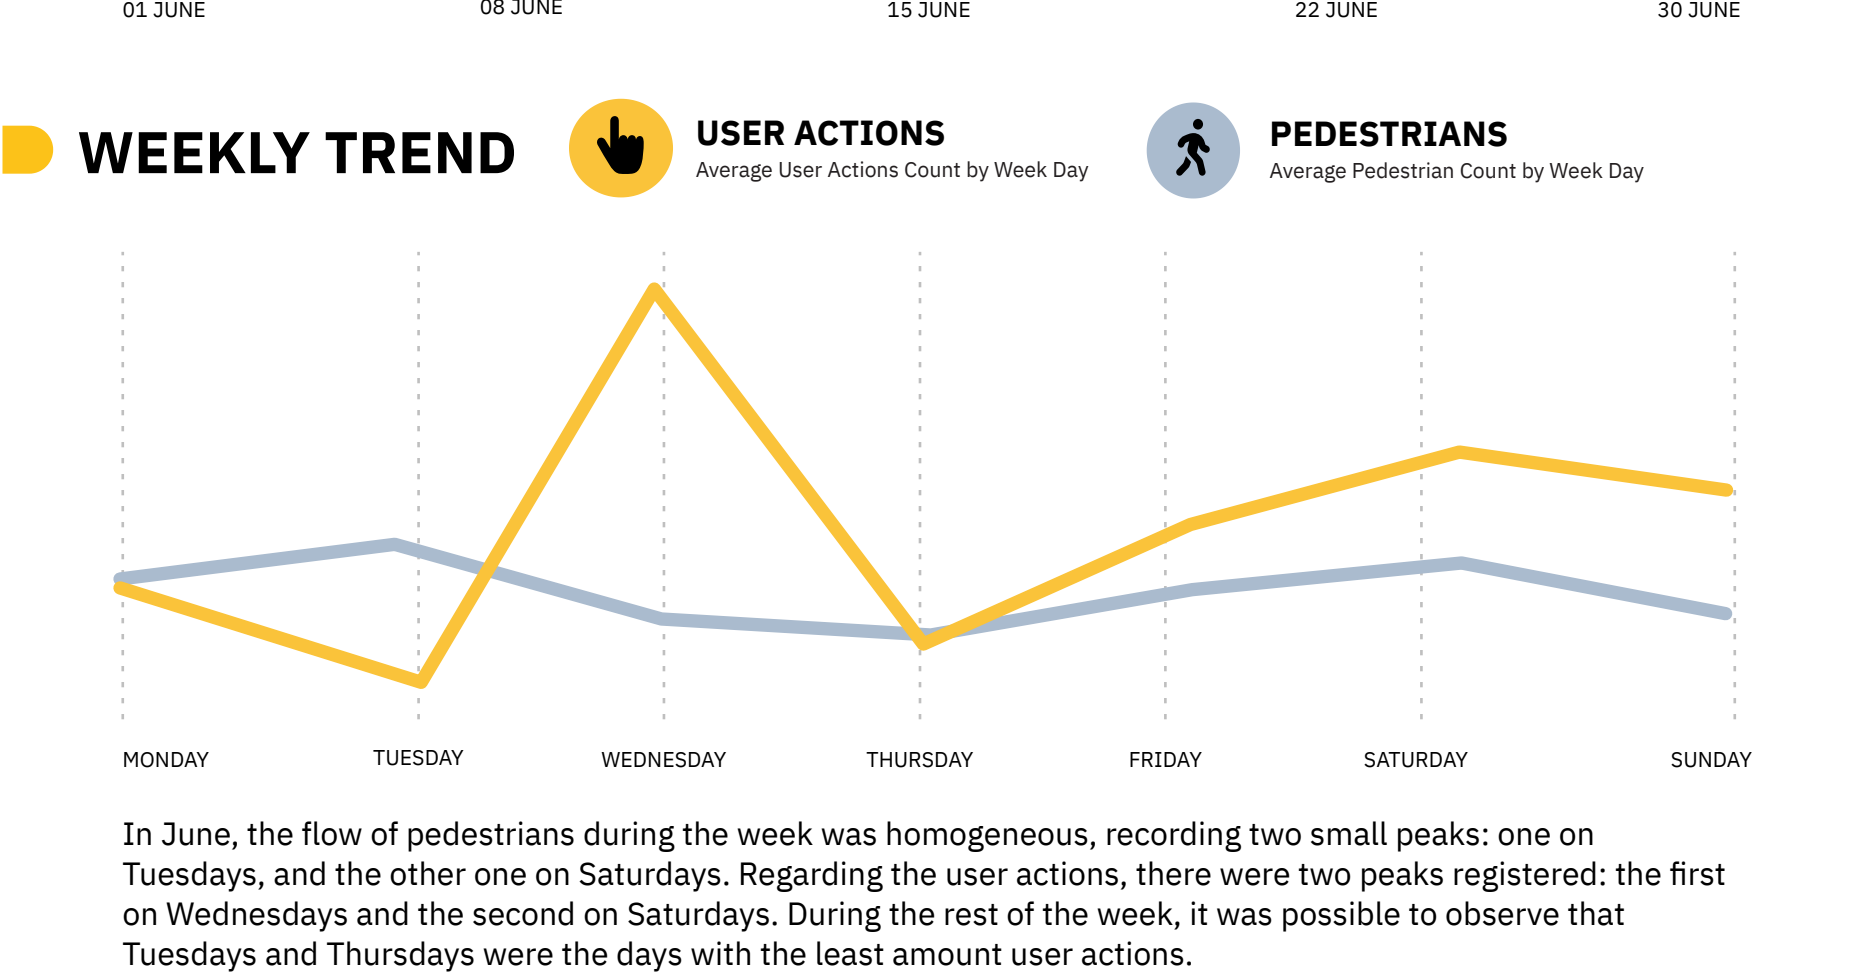 01 JUNE 08 JUNE 15 JUNE 22 JUNE 30 JUNE
WEEKLY TREND
USER ACTIONS
Average User Actions Count by Week Day
PEDESTRIANS
Average Pedestrian Count by Week Day
MONDAY TUESDAY WEDNESDAY THURSDAY FRIDAY SATURDAY SUNDAY
In June, the flow of pedestrians during the week was homogeneous, recording two small peaks: one on
Tuesdays, and the other one on Saturdays. Regarding the user actions, there were two peaks registered: the first
on Wednesdays and the second on Saturdays. During the rest of the week, it was possible to observe that
Tuesdays and Thursdays were the days with the least amount user actions.